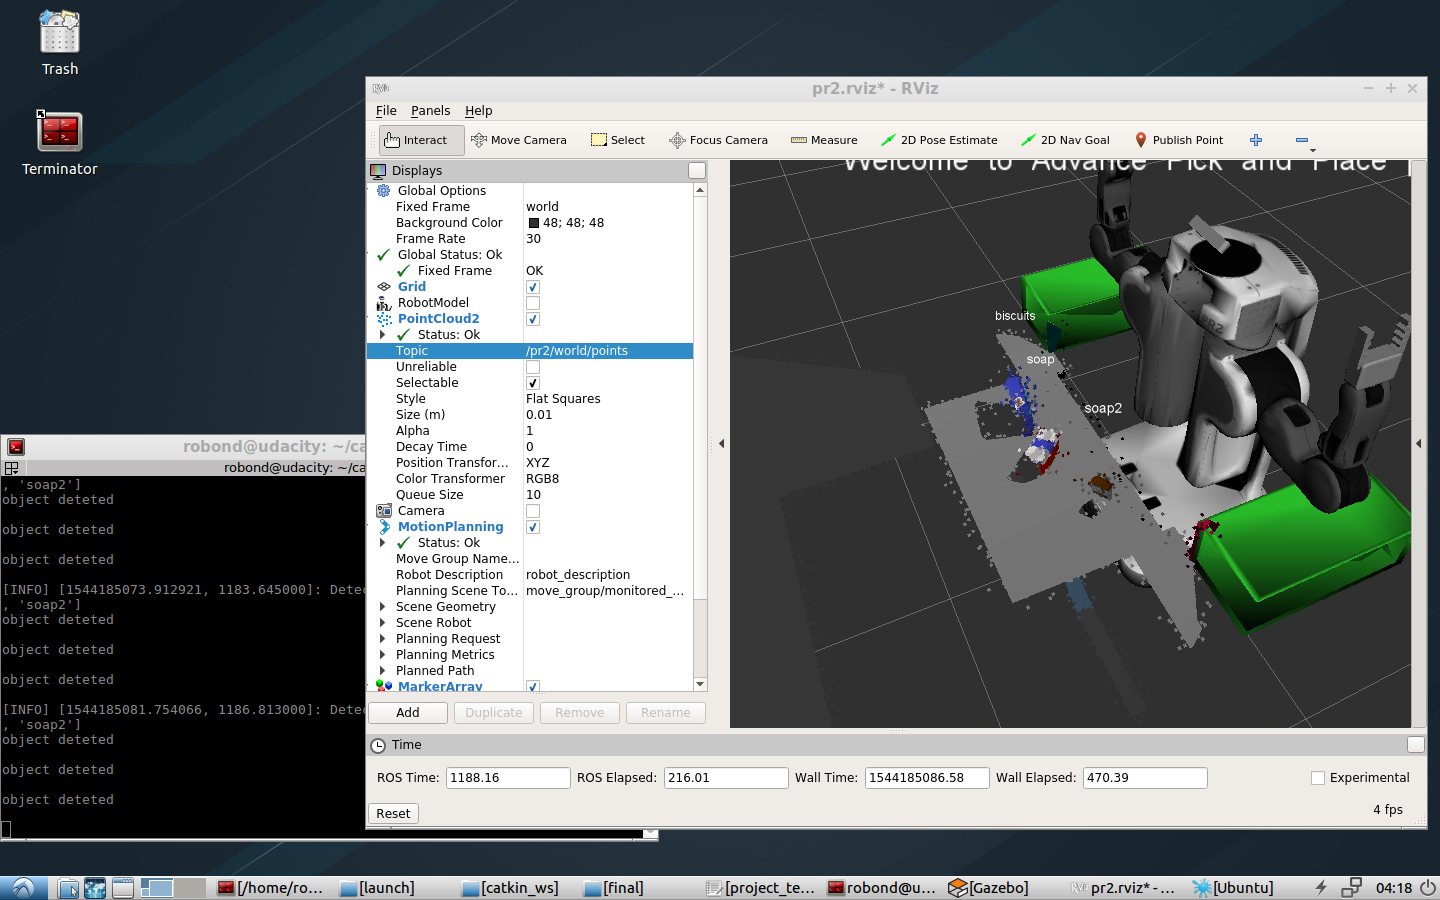 Trash
Terminator
pr2.rviz* - RViz
File Panels Help
Interact Move Camera Select Focus Camera Measure 2D Pose Estimate 2D Nav Goal Publish Point
Displays
Global Options
Fixed Frame world
Background Color 48; 48; 48
Frame Rate 30
Global Status: Ok
Fixed Frame OK
Grid
RobotModel
PointCloud2
Status: Ok
Topic /pr2/world/points
Unreliable
Selectable
Style Flat Squares
Size (m) 0.01
Alpha 1
Decay Time 0
Position Transfor... XYZ
Color Transformer RGB8
Queue Size 10
Camera
MotionPlanning
Status: Ok
Move Group Name...
Robot Description robot_description
Planning Scene To... move_group/monitored_...
Scene Geometry
Scene Robot
Planning Request
Planning Metrics
Planned Path
MarkerArray
Add Duplicate Remove Rename
Welcome to Advance Pick and Place
biscuits
soap
soap2
PR2
Time
ROS Time: 1188.16 ROS Elapsed: 216.01 Wall Time: 1544185086.58 Wall Elapsed: 470.39 Experimental
Reset 4 fps
robond@udacity: ~/ca
robond@udacity: ~/ca
, 'soap2']
object deteted
object deteted
object deteted
[INFO] [1544185073.912921, 1183.645000]: Dete
, 'soap2']
object deteted
object deteted
object deteted
[INFO] [1544185081.754066, 1186.813000]: Dete
, 'soap2']
object deteted
object deteted
object deteted
[/home/ro... [launch] [catkin_ws] [final] [project_te... robond@u... [Gazebo] pr2.rviz* - ... [Ubuntu] 04:18